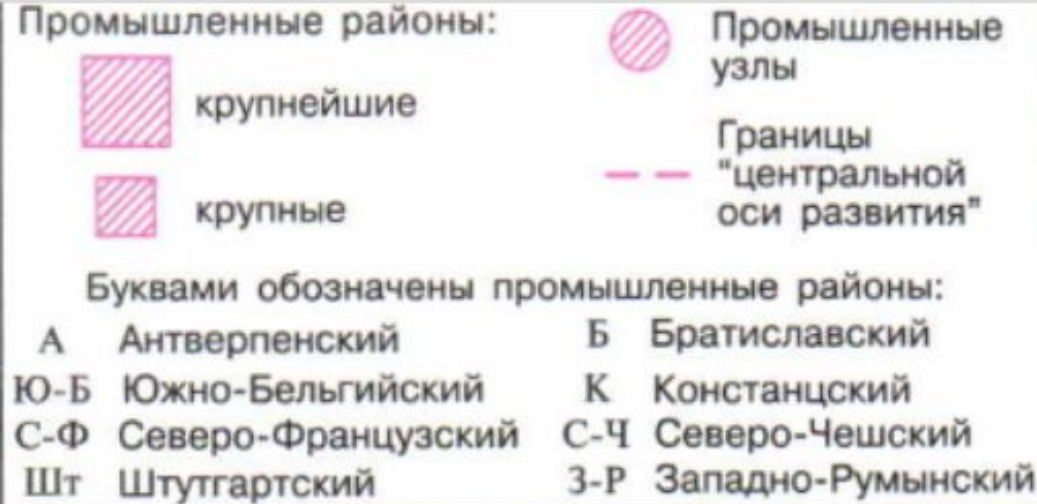 Промышленные районы:
крупнейшие
крупные
Промышленные
узлы
Границы
"центральной
оси развития"
Буквами обозначены промышленные районы:
А Антверпенский
Б Братиславский
Ю-Б Южно-Бельгийский
К Констанцский
С-Ф Северо-Французский
С-Ч Северо-Чешский
Шт Штутгартский
З-Р Западно-Румынский